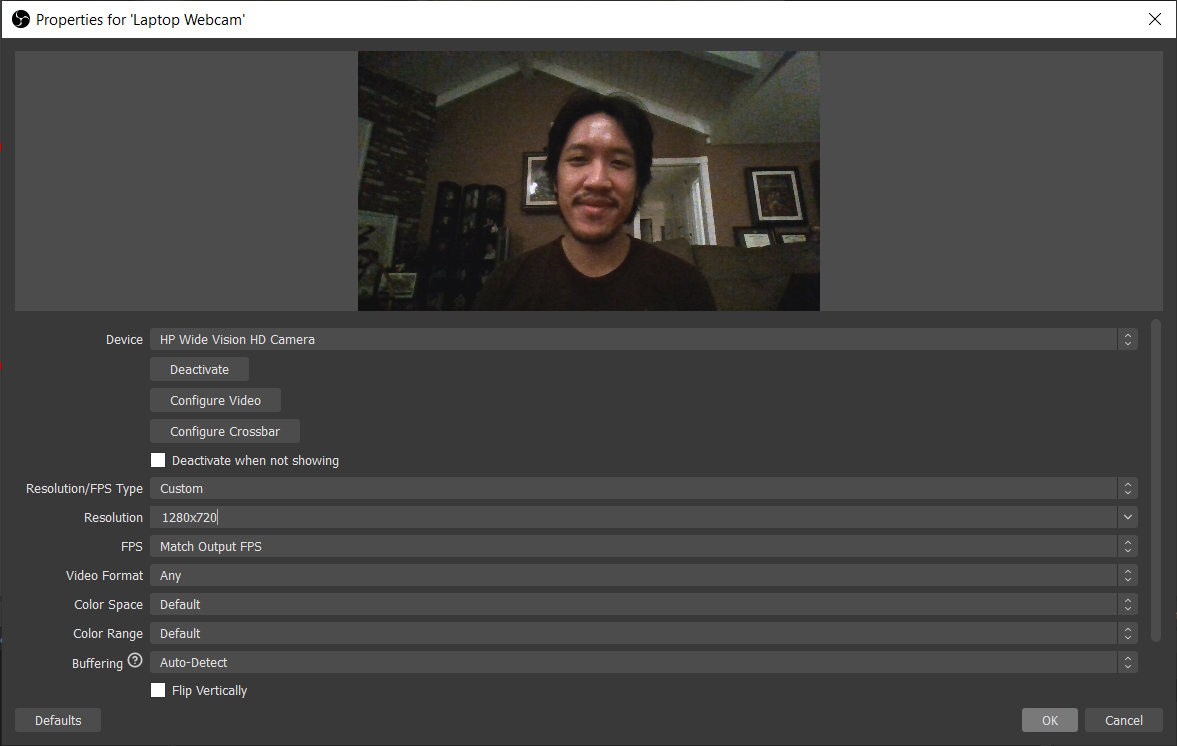 Properties for 'Laptop Webcam'
Device HP Wide Vision HD Camera
Deactivate
Configure Video
Configure Crossbar
Deactivate when not showing
Resolution/FPS Type Custom
Resolution 1280x720
FPS Match Output FPS
Video Format Any
Color Space Default
Color Range Default
Buffering ? Auto-Detect
Flip Vertically
Defaults OK Cancel